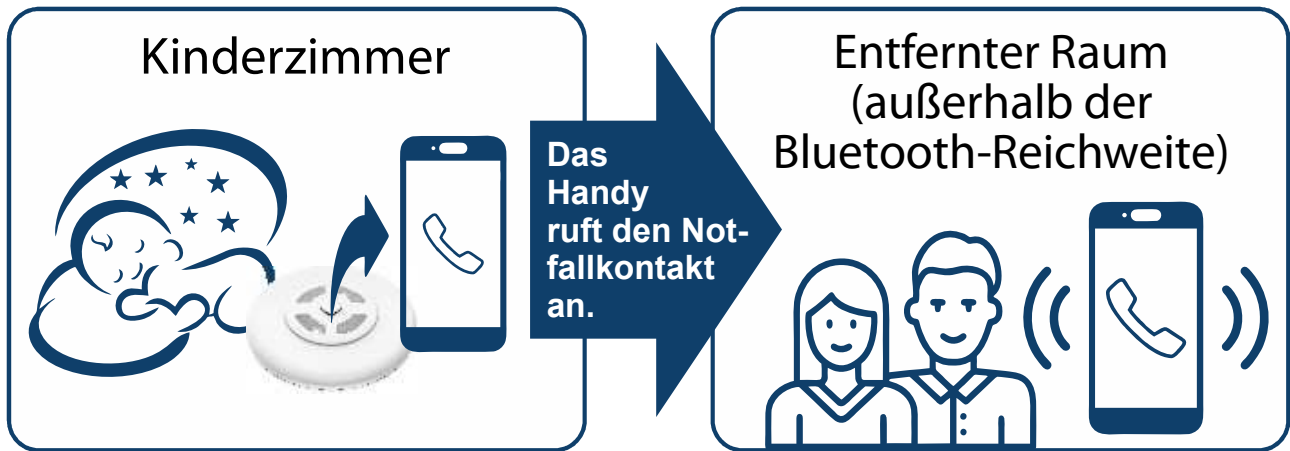 Kinderzimmer
Das
Handy
ruft den Not-
fallkontakt
an.
Entfernter Raum
(außerhalb der
Bluetooth-Reichweite)